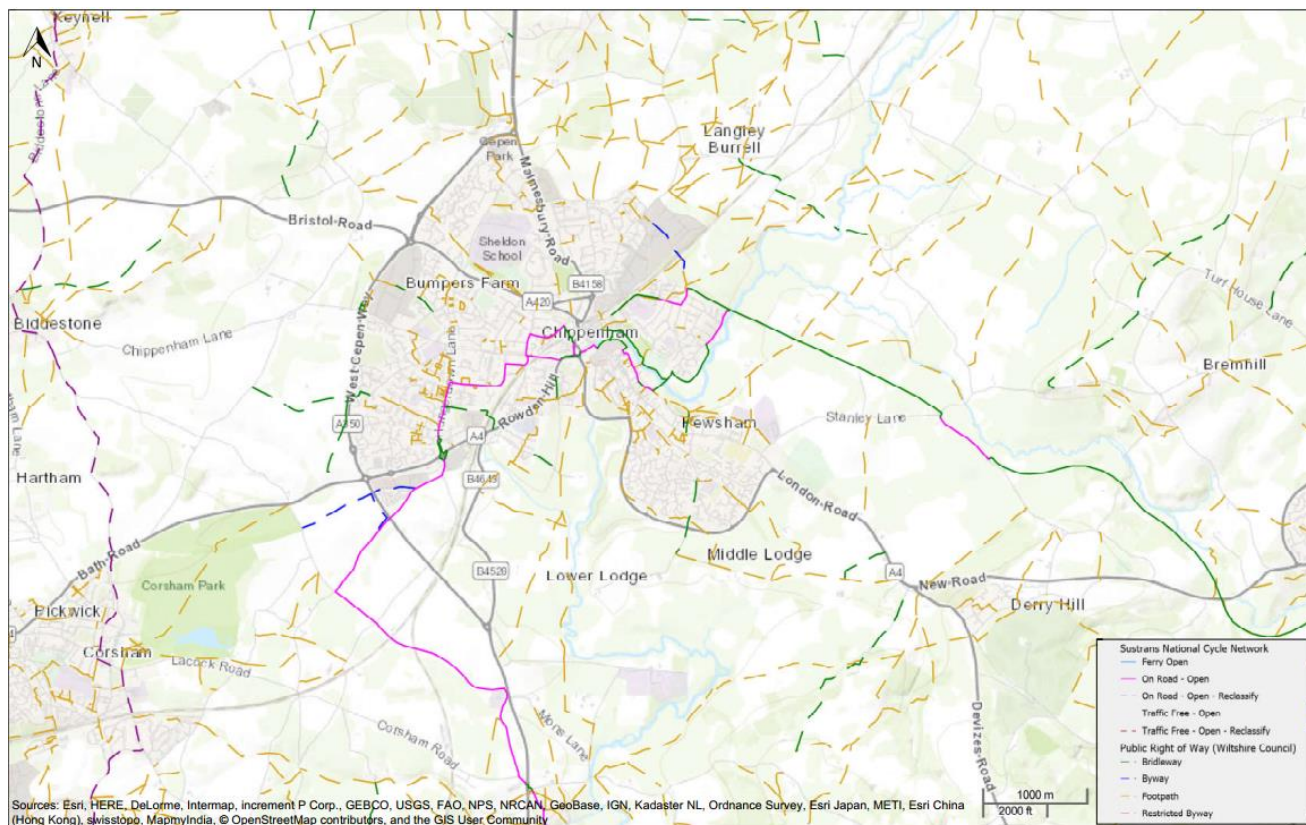 Keynell
N
Langley
Burrell
Cepen
Park
Malmesbury Road
Bristol Road
Sheldon
School
Bumpers Farm
B4158
A420
Turf House Lane
Biddestone
Chippenham Lane
West Cepen Way
Chippenham
Bremhill
Rowden Hill
Stanley Lane
Pewsham
A350
A4
Hartham
B4643
London Road
Bath Road
Middle Lodge
B4528
Lower Lodge
A4
New Road
Corsham Park
Derry Hill
Pickwick
Corsham
Lacock Road
Mons Lane
Corsham Road
Devizes Road
Sustrans National Cycle Network
Ferry Open
On Road - Open
On Road - Open - Reclassify
Traffic Free - Open
Traffic Free - Open - Reclassify
Public Right of Way (Wiltshire Council)
Bridleway
Byway
Footpath
Restricted Byway
1000 m
2000 ft
Sources: Esri, HERE, DeLorme, Intermap, increment P Corp., GEBCO, USGS, FAO, NPS, NRCAN, GeoBase, IGN, Kadaster NL, Ordnance Survey, Esri Japan, METI, Esri China
(Hong Kong), swisstopo, MapmyIndia, © OpenStreetMap contributors, and the GIS User Community